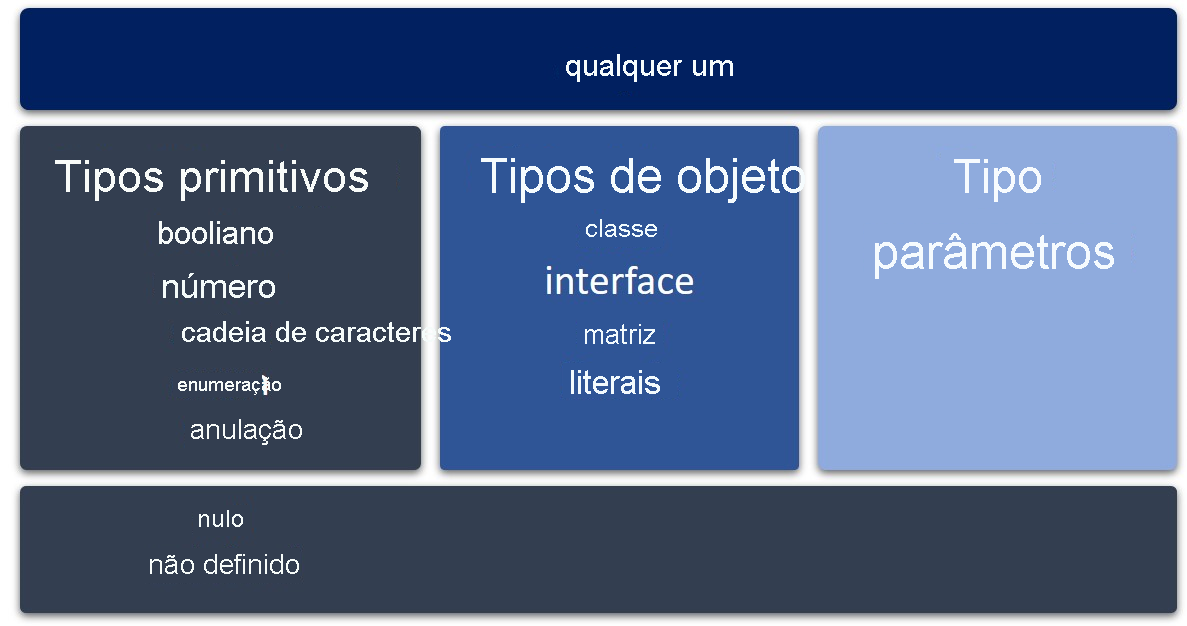 qualquer um
Tipos primitivos
booliano
número
cadeia de caracteres
enumeração
anulação
Tipos de objeto
classe
interface
matriz
literais
Tipo
parâmetros
nulo
não definido